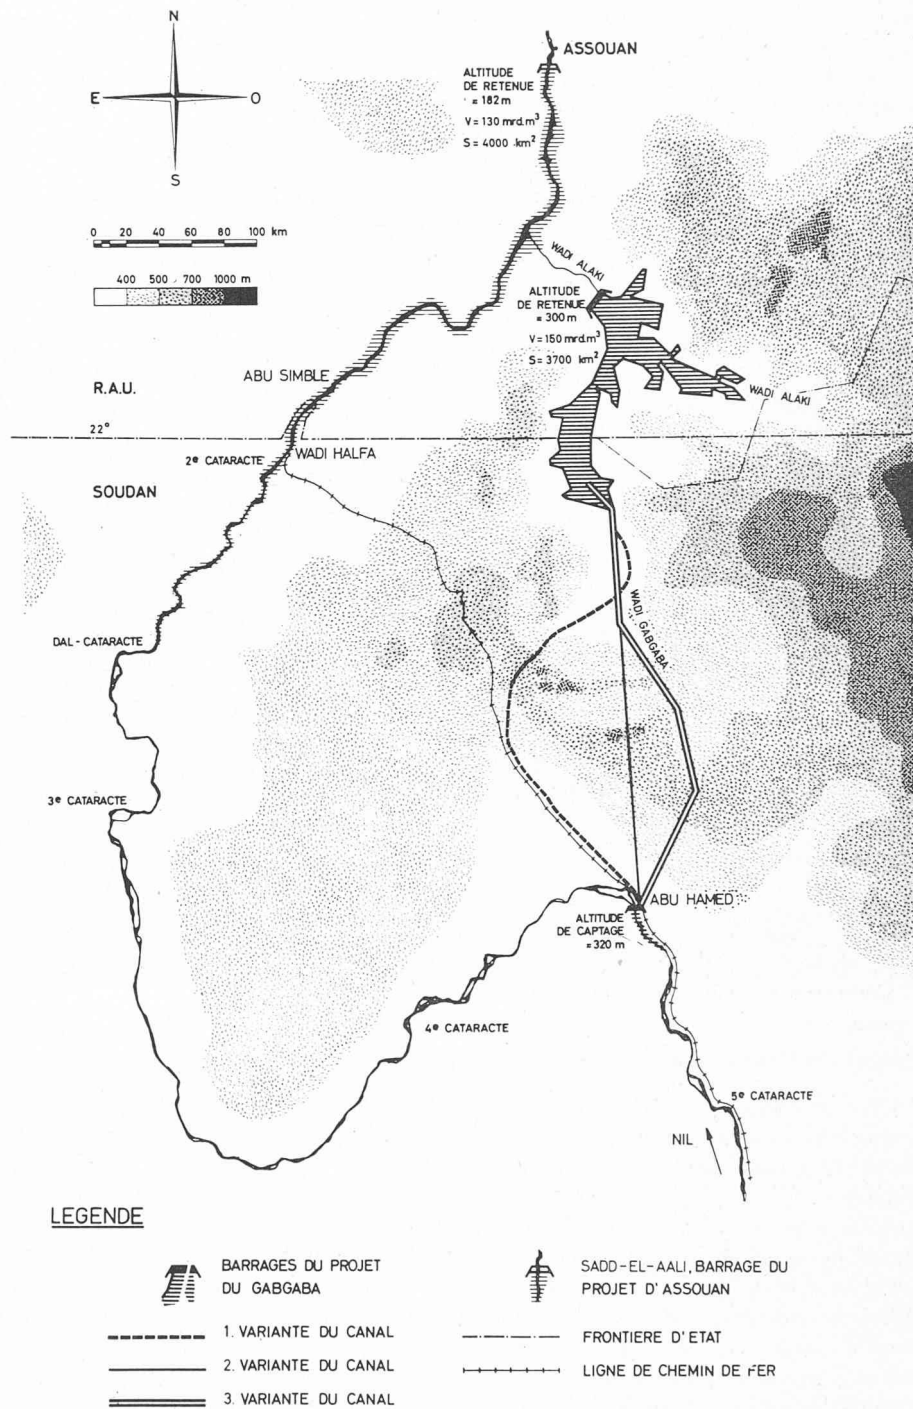 N
E
O
S
0 20 40 60 80 100 km
400 500 700 1000 m
ASSOUAN
ALTITUDE
DE RETENUE
= 182 m
V = 130 mrd.m³
S = 4000 km²
WADI ALAKI
ALTITUDE
DE RETENUE
= 300 m
V = 150 mrd.m³
S = 3700 km²
WADI ALAKI
ABU SIMBLE
R.A.U.
22°
WADI HALFA
2e CATARACTE
SOUDAN
WADI GABGABA
DAL - CATARACTE
3e CATARACTE
ABU HAMED
ALTITUDE
DE CAPTAGE
= 320 m
4e CATARACTE
5e CATARACTE
NIL
LEGENDE
BARRAGES DU PROJET
DU GABGABA
1. VARIANTE DU CANAL
2. VARIANTE DU CANAL
3. VARIANTE DU CANAL
SADD-EL-AALI, BARRAGE DU
PROJET D'ASSOUAN
FRONTIERE D'ETAT
LIGNE DE CHEMIN DE FER